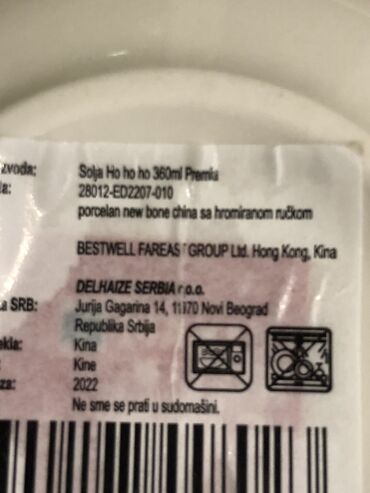 zvoda: Solja Ho ho ho 360ml Premia
a: 28012-ED2207-010
porcelan new bone china sa hromiranom ručkom
BESTWELL FAREAST GROUP Ltd. Hong Kong, Kina
DELHAIZE SERBIA r.o.o.
a SRB: Jurija Gagarina 14, 11070 Novi Beograd
Republika Srbija
ekla: Kina
: Kine
za: 2022
Ne sme se prati u sudomašini.